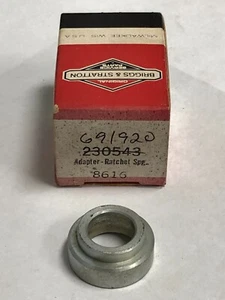 MILWAUKEE, WIS. U.S.A.
BRIGGS & STRATTON
691920
230543
Adapter-Ratchet Spg.
8616